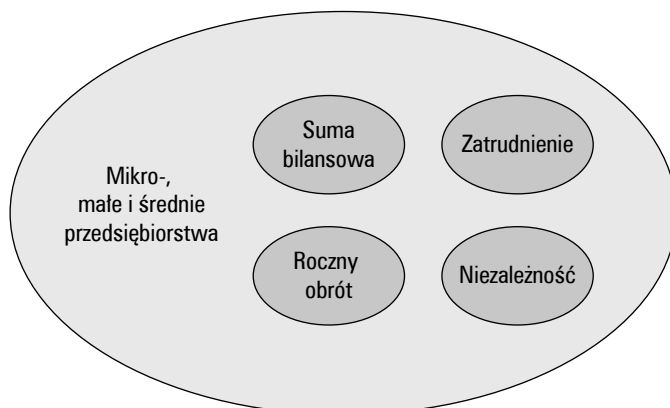 Mikro-,
małe i średnie
przedsiębiorstwa
Suma
bilansowa
Zatrudnienie
Roczny
obrót
Niezależność